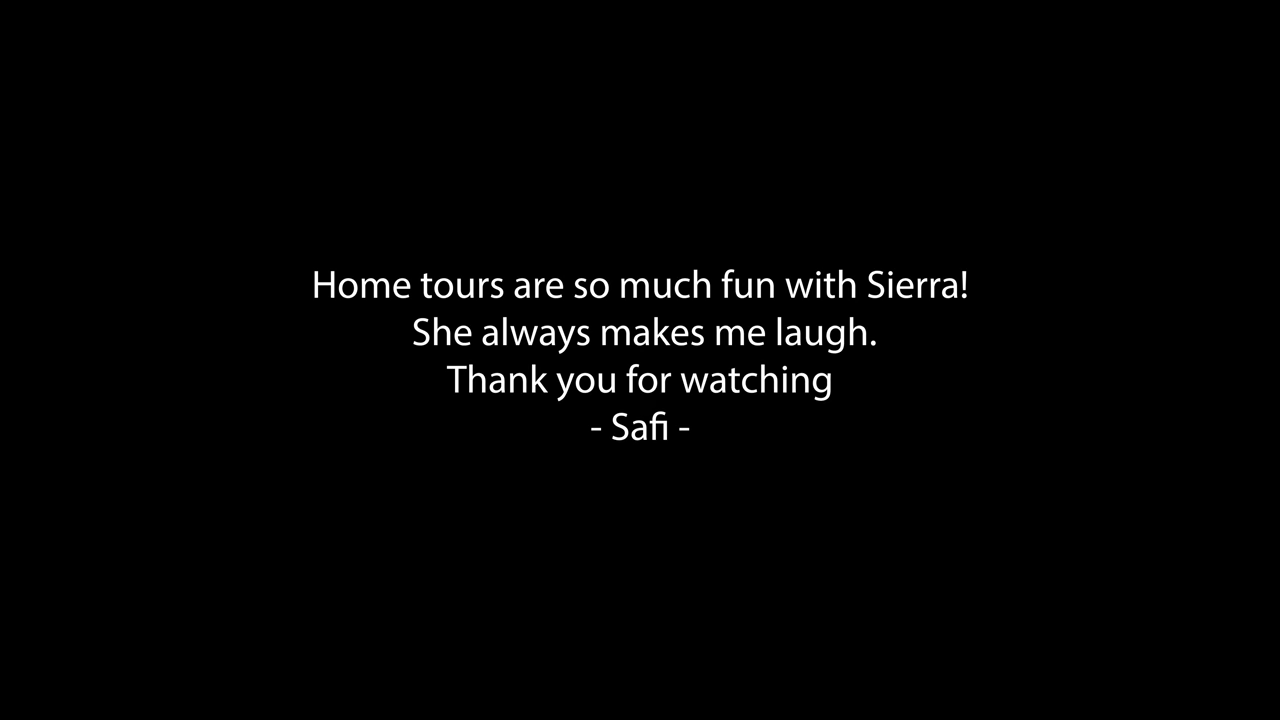 Home tours are so much fun with Sierra!
She always makes me laugh.
Thank you for watching
- Safi -